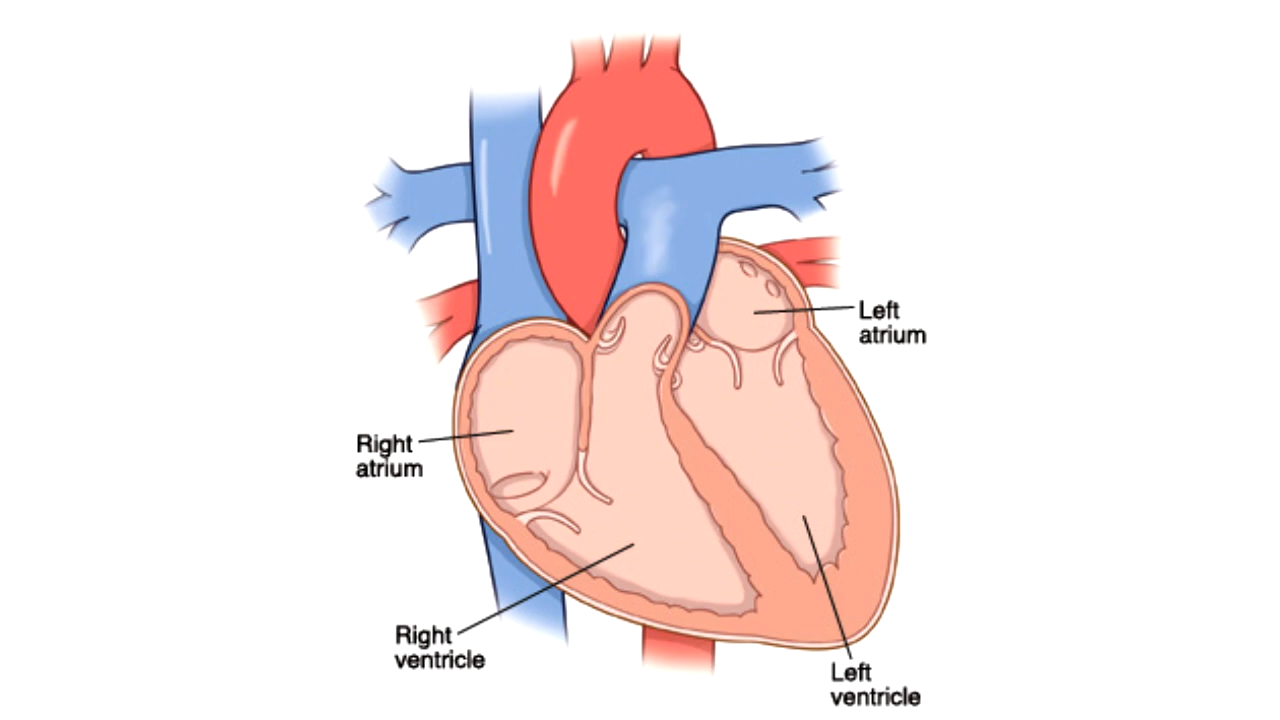 Left
atrium
Right
atrium
Right
ventricle
Left
ventricle